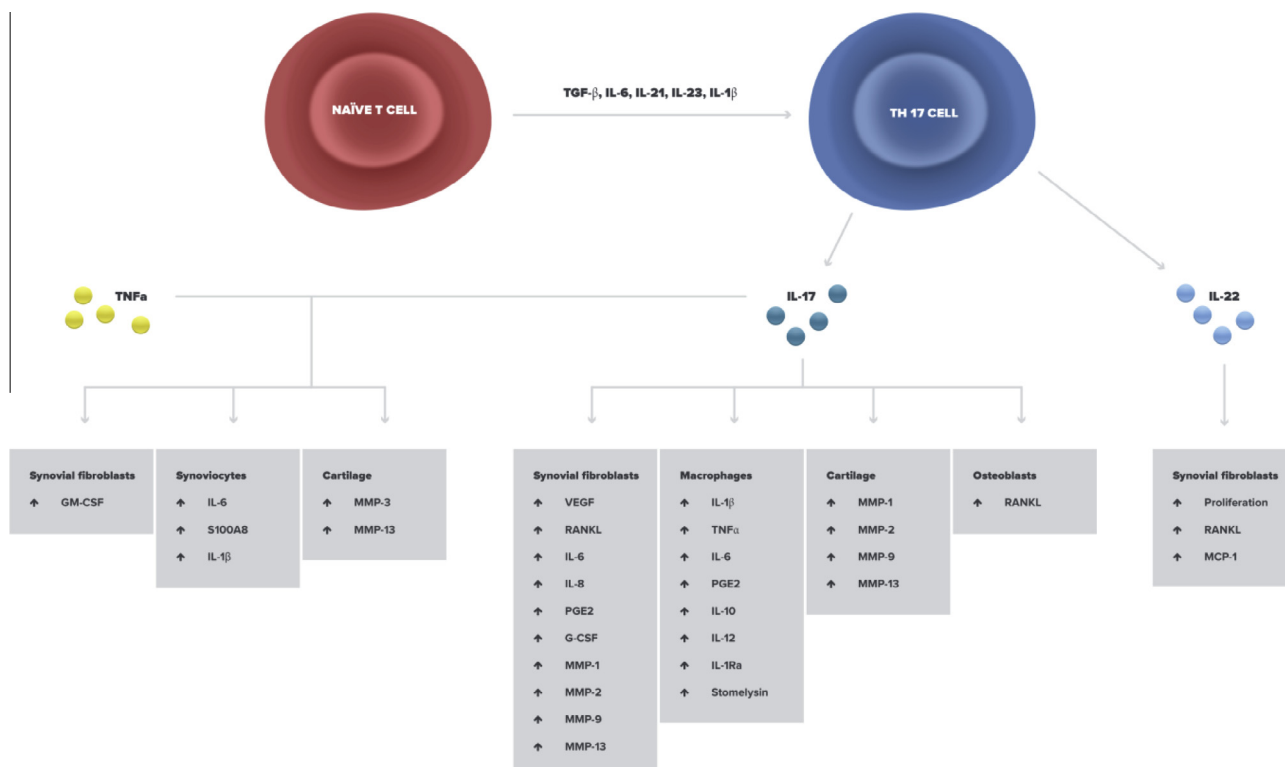 NAÏVE T CELL
TGF-β, IL-6, IL-21, IL-23, IL-1β
TH 17 CELL
TNFa
IL-17
IL-22
Synovial fibroblasts
↑ GM-CSF
Synoviocytes
↑ IL-6
↑ S100A8
↑ IL-1β
Cartilage
↑ MMP-3
↑ MMP-13
Synovial fibroblasts
↑ VEGF
↑ RANKL
↑ IL-6
↑ IL-8
↑ PGE2
↑ G-CSF
↑ MMP-1
↑ MMP-2
↑ MMP-9
↑ MMP-13
Macrophages
↑ IL-1β
↑ TNFα
↑ IL-6
↑ PGE2
↑ IL-10
↑ IL-12
↑ IL-1Ra
↑ Stomelysin
Cartilage
↑ MMP-1
↑ MMP-2
↑ MMP-9
↑ MMP-13
Osteoblasts
↑ RANKL
Synovial fibroblasts
↑ Proliferation
↑ RANKL
↑ MCP-1